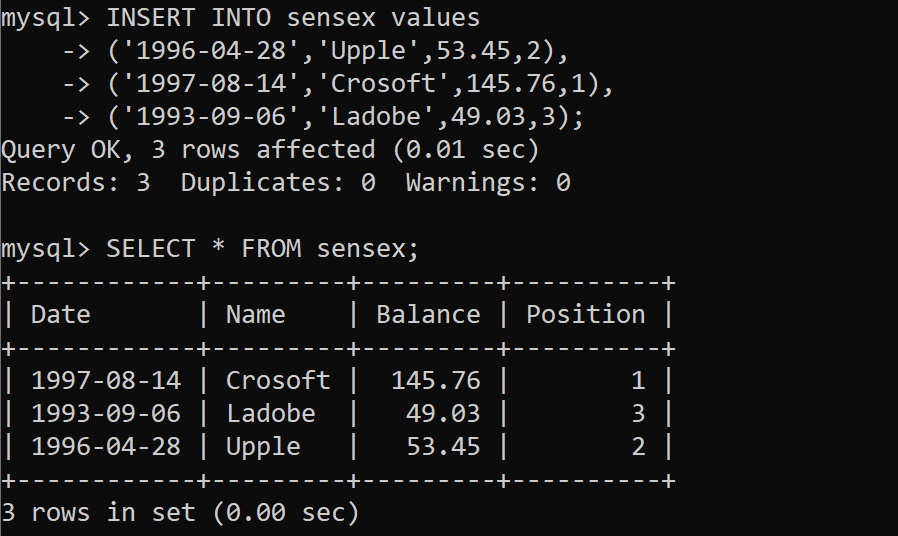 mysql> INSERT INTO sensex values
    -> ('1996-04-28','Upple',53.45,2),
    -> ('1997-08-14','Crosoft',145.76,1),
    -> ('1993-09-06','Ladobe',49.03,3);
Query OK, 3 rows affected (0.01 sec)
Records: 3  Duplicates: 0  Warnings: 0

mysql> SELECT * FROM sensex;
+------------+---------+---------+----------+
| Date       | Name    | Balance | Position |
+------------+---------+---------+----------+
| 1997-08-14 | Crosoft |  145.76 |        1 |
| 1993-09-06 | Ladobe  |   49.03 |        3 |
| 1996-04-28 | Upple   |   53.45 |        2 |
+------------+---------+---------+----------+
3 rows in set (0.00 sec)